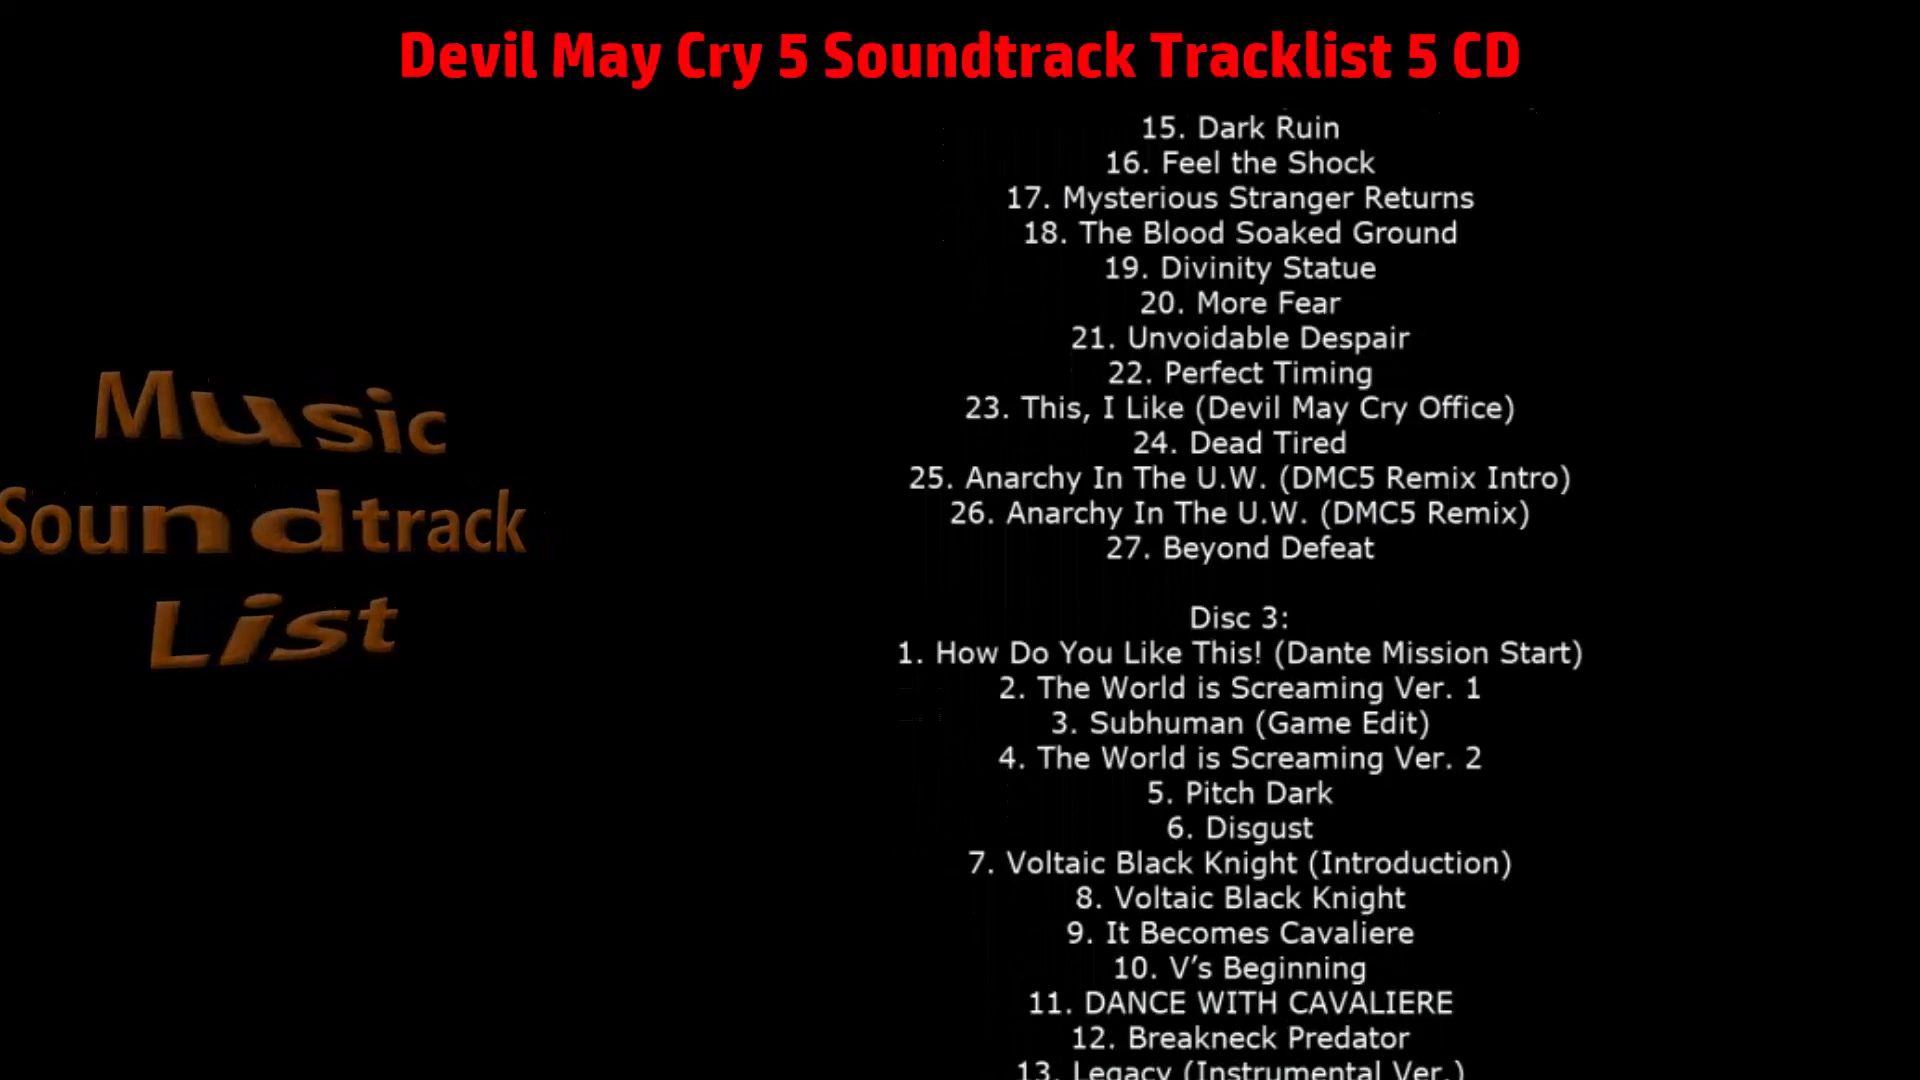 Devil May Cry 5 Soundtrack Tracklist 5 CD
15. Dark Ruin
16. Feel the Shock
17. Mysterious Stranger Returns
18. The Blood Soaked Ground
19. Divinity Statue
20. More Fear
21. Unvoidable Despair
22. Perfect Timing
23. This, I Like (Devil May Cry Office)
24. Dead Tired
25. Anarchy In The U.W. (DMC5 Remix Intro)
26. Anarchy In The U.W. (DMC5 Remix)
27. Beyond Defeat
Disc 3:
1. How Do You Like This! (Dante Mission Start)
2. The World is Screaming Ver. 1
3. Subhuman (Game Edit)
4. The World is Screaming Ver. 2
5. Pitch Dark
6. Disgust
7. Voltaic Black Knight (Introduction)
8. Voltaic Black Knight
9. It Becomes Cavaliere
10. V’s Beginning
11. DANCE WITH CAVALIERE
12. Breakneck Predator
13. Legacy (Instrumental Ver.)
Music
Soundtrack
List